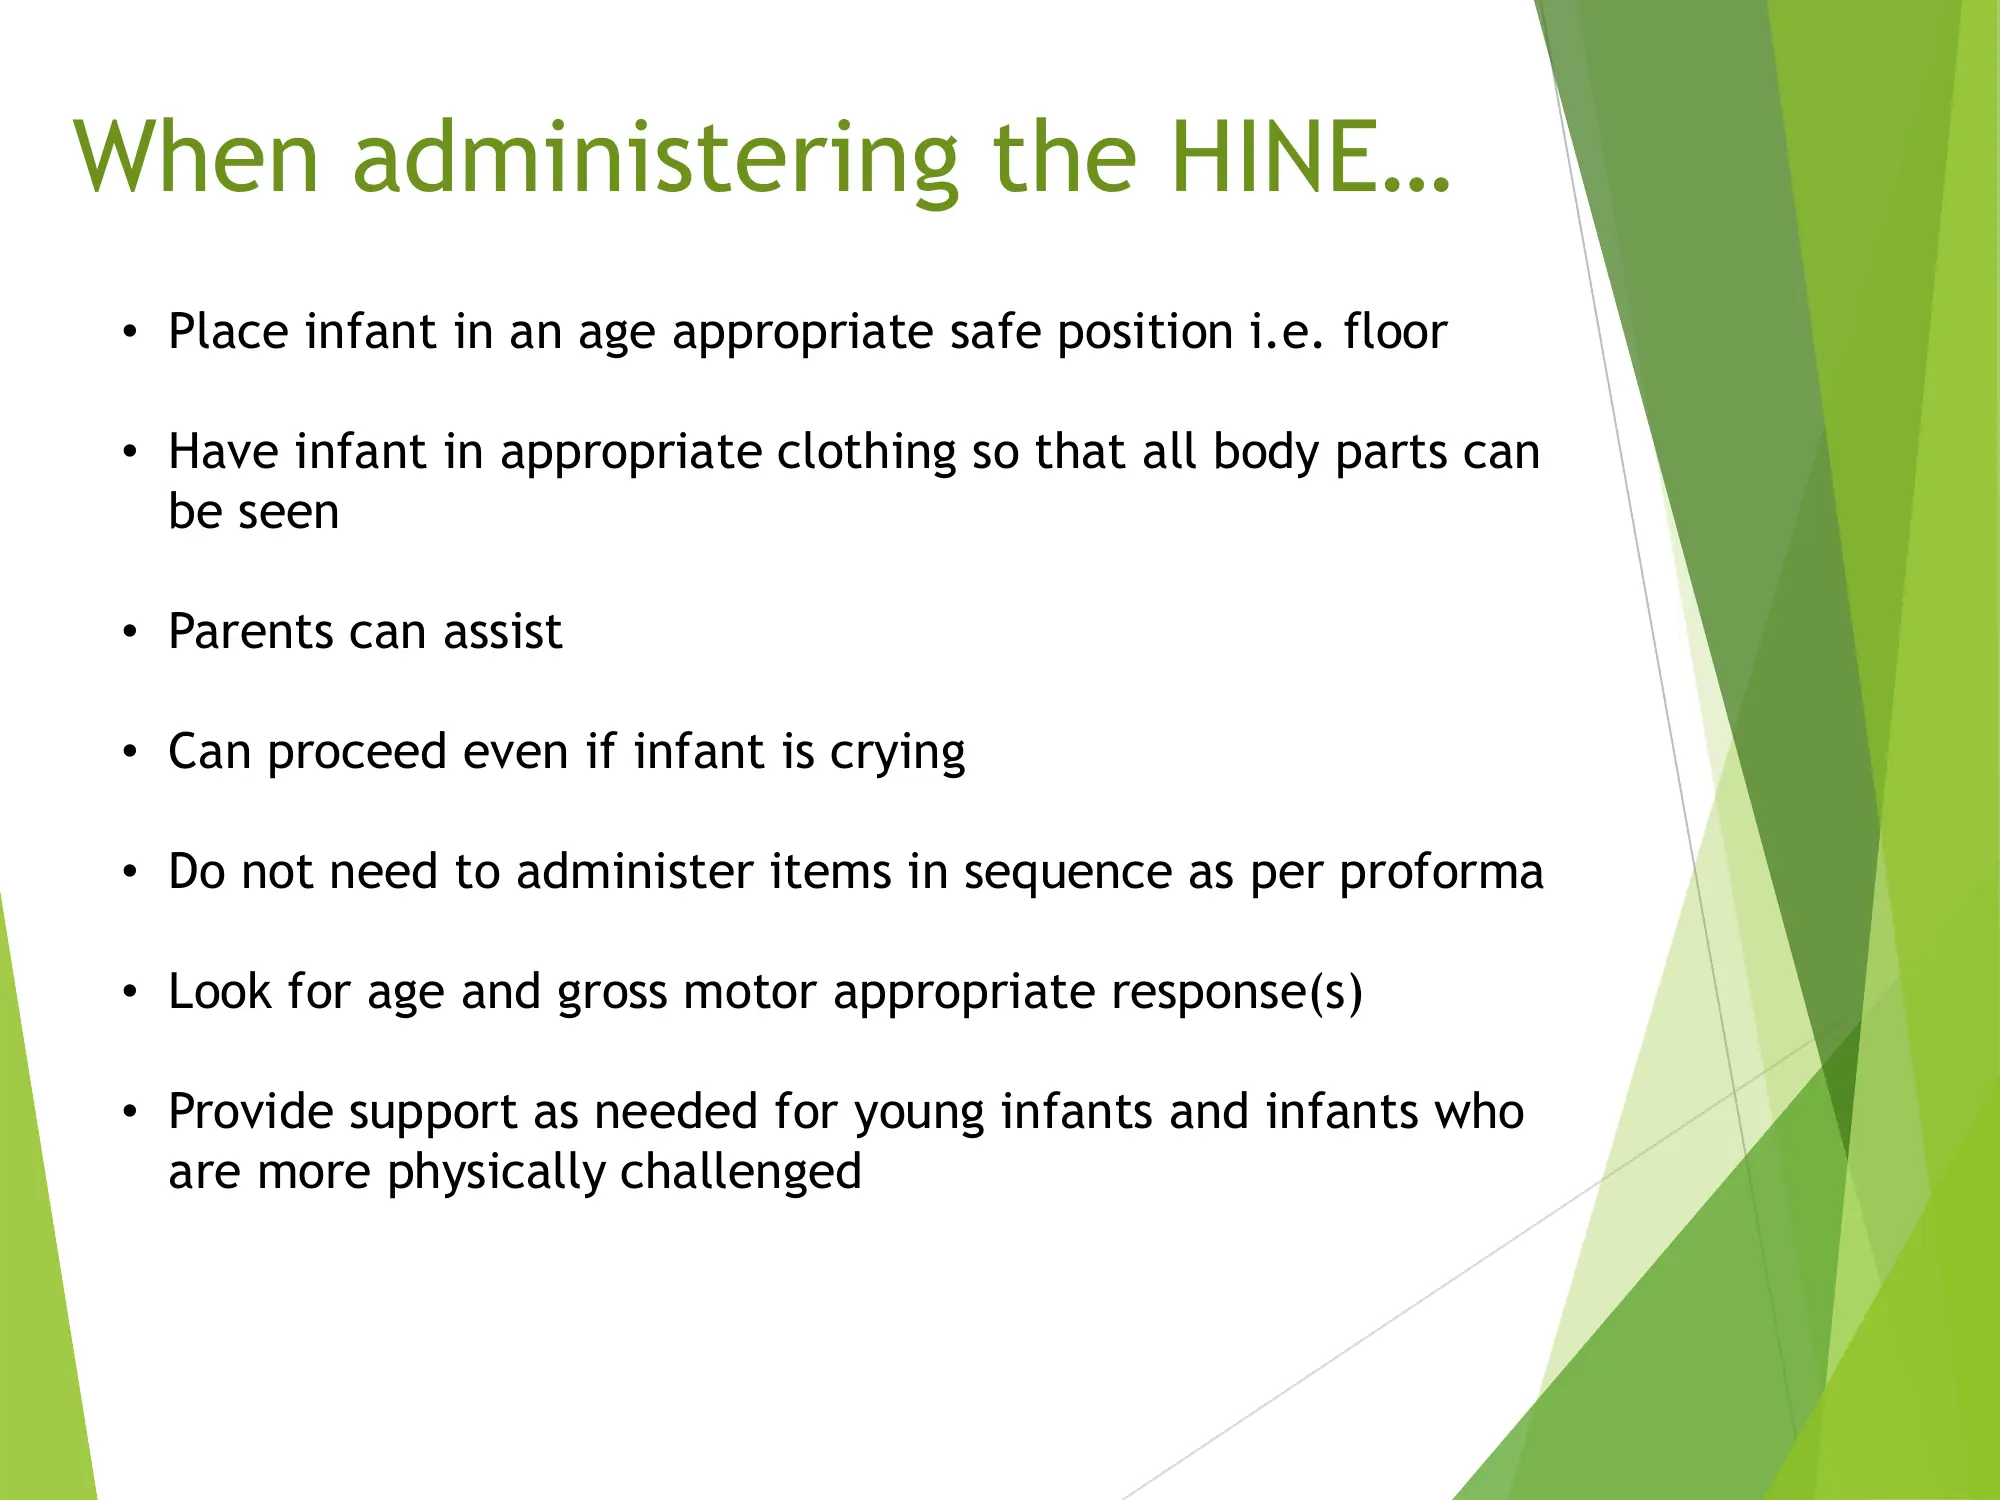 When administering the HINE…
• Place infant in an age appropriate safe position i.e. floor
• Have infant in appropriate clothing so that all body parts can
be seen
• Parents can assist
• Can proceed even if infant is crying
• Do not need to administer items in sequence as per proforma
• Look for age and gross motor appropriate response(s)
• Provide support as needed for young infants and infants who
are more physically challenged